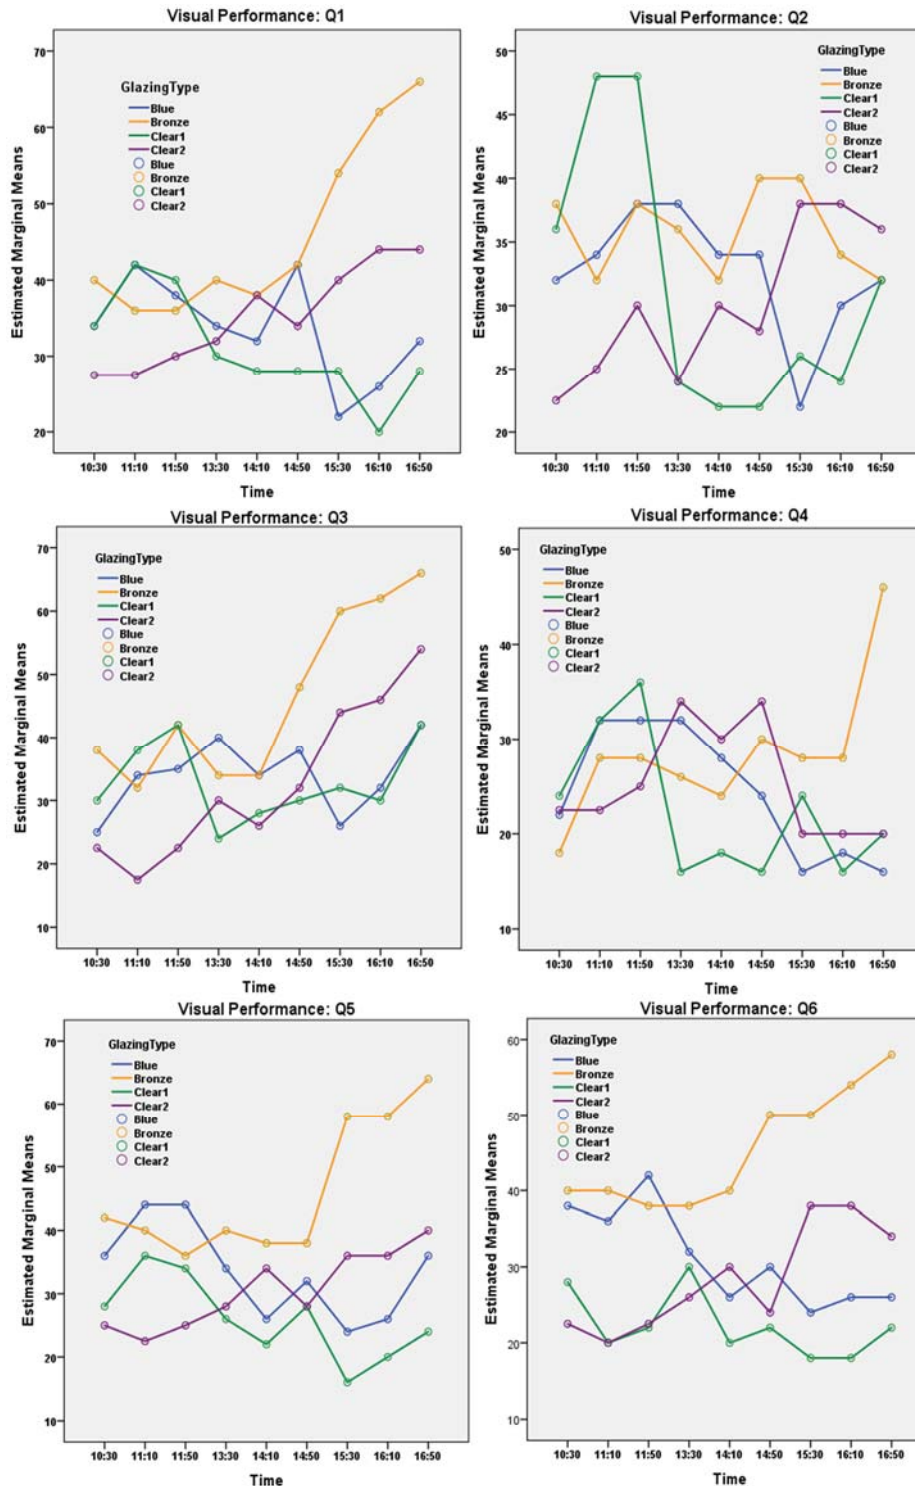 Visual Performance: Q1
Estimated Marginal Means
70
60
50
40
30
20
GlazingType
Blue
Bronze
Clear1
Clear2
Blue
Bronze
Clear1
Clear2
10:30 11:10 11:50 13:30 14:10 14:50 15:30 16:10 16:50
Time
Visual Performance: Q2
Estimated Marginal Means
50
45
40
35
30
25
20
GlazingType
Blue
Bronze
Clear1
Clear2
Blue
Bronze
Clear1
Clear2
10:30 11:10 11:50 13:30 14:10 14:50 15:30 16:10 16:50
Time
Visual Performance: Q3
Estimated Marginal Means
70
60
50
40
30
20
10
GlazingType
Blue
Bronze
Clear1
Clear2
Blue
Bronze
Clear1
Clear2
10:30 11:10 11:50 13:30 14:10 14:50 15:30 16:10 16:50
Time
Visual Performance: Q4
Estimated Marginal Means
50
40
30
20
10
GlazingType
Blue
Bronze
Clear1
Clear2
Blue
Bronze
Clear1
Clear2
10:30 11:10 11:50 13:30 14:10 14:50 15:30 16:10 16:50
Time
Visual Performance: Q5
Estimated Marginal Means
70
60
50
40
30
20
10
GlazingType
Blue
Bronze
Clear1
Clear2
Blue
Bronze
Clear1
Clear2
10:30 11:10 11:50 13:30 14:10 14:50 15:30 16:10 16:50
Time
Visual Performance: Q6
Estimated Marginal Means
60
50
40
30
20
10
GlazingType
Blue
Bronze
Clear1
Clear2
Blue
Bronze
Clear1
Clear2
10:30 11:10 11:50 13:30 14:10 14:50 15:30 16:10 16:50
Time